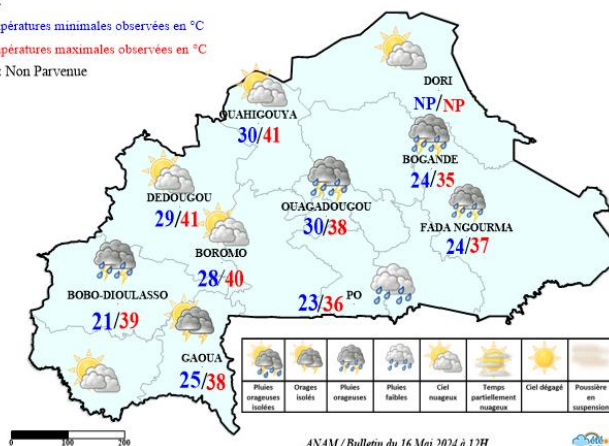 pératures minimales observées en °C
pératures maximales observées en °C
: Non Parvenue
DORI
NP/NP
OUAHIGOUYA
30/41
BOGANDE
24/35
DEDOUGOU
29/41
OUAGADOUGOU
30/38
FADA NGOURMA
24/37
BOROMO
28/40
BOBO-DIOULASSO
21/39
23/36 PO
GAOUA
25/38
Pluies orageuses isolées
Orages isolés
Pluies orageuses
Pluies faibles
Ciel nuageux
Temps partiellement nuageux
Ciel dégagé
Poussière en suspension
0 100 200
ANAM / Bulletin du 16 Mai 2024 à 12H